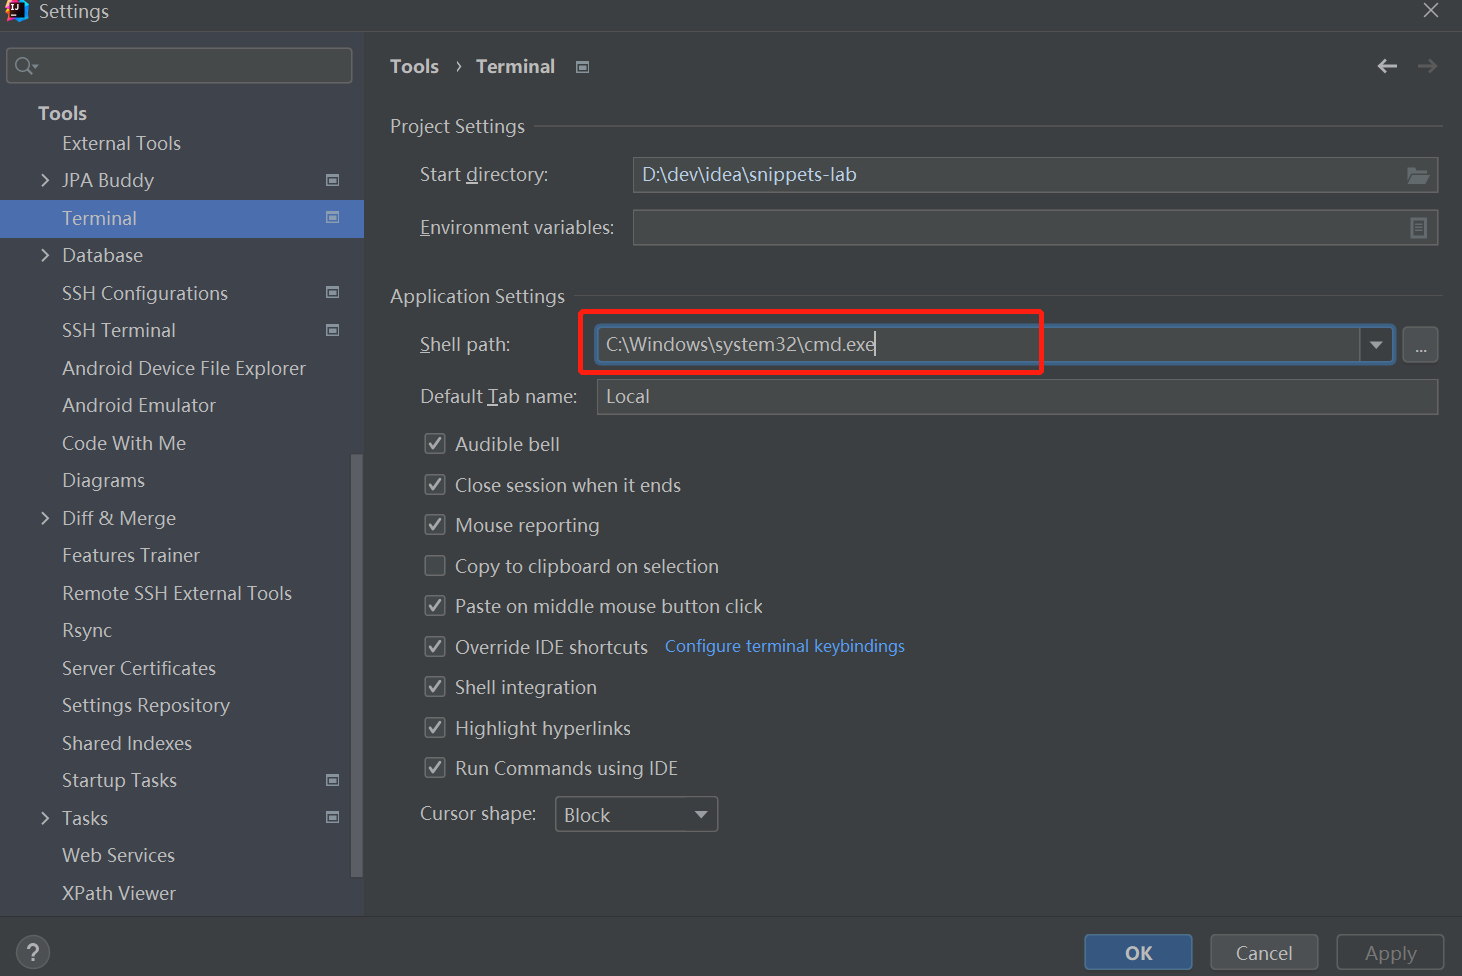 Settings
Tools
External Tools
JPA Buddy
Terminal
Database
SSH Configurations
SSH Terminal
Android Device File Explorer
Android Emulator
Code With Me
Diagrams
Diff & Merge
Features Trainer
Remote SSH External Tools
Rsync
Server Certificates
Settings Repository
Shared Indexes
Startup Tasks
Tasks
Web Services
XPath Viewer
Tools › Terminal
Project Settings
Start directory: D:\dev\idea\snippets-lab
Environment variables:
Application Settings
Shell path: C:\Windows\system32\cmd.exe ...
Default Tab name: Local
Audible bell
Close session when it ends
Mouse reporting
Copy to clipboard on selection
Paste on middle mouse button click
Override IDE shortcuts Configure terminal keybindings
Shell integration
Highlight hyperlinks
Run Commands using IDE
Cursor shape: Block
? OK Cancel Apply